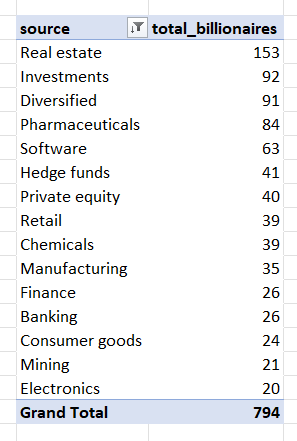 source total_billionaires
Real estate 153
Investments 92
Diversified 91
Pharmaceuticals 84
Software 63
Hedge funds 41
Private equity 40
Retail 39
Chemicals 39
Manufacturing 35
Finance 26
Banking 26
Consumer goods 24
Mining 21
Electronics 20
Grand Total 794